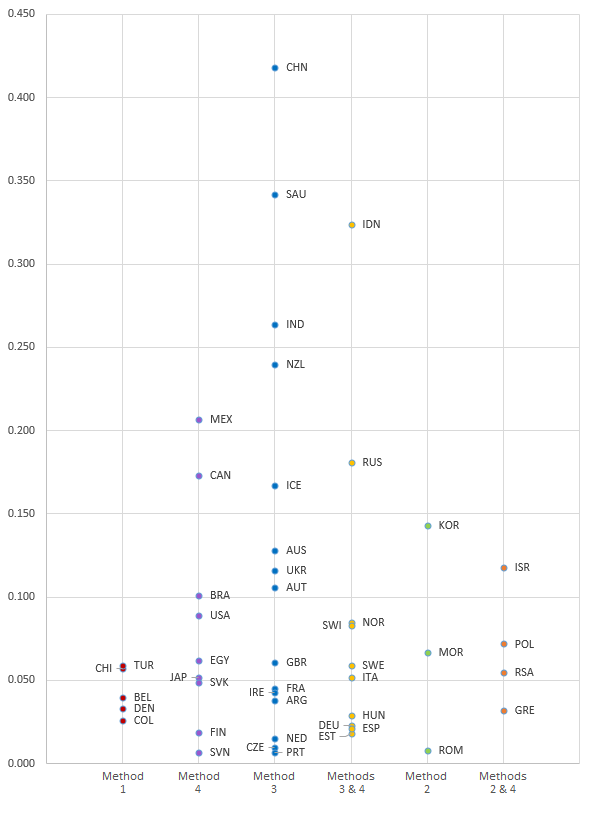 0.450
CHN
0.400
0.350
SAU
IDN
0.300
IND
0.250
NZL
MEX
0.200
RUS
CAN
ICE
0.150
KOR
AUS
UKR
ISR
AUT
BRA
0.100
USA
SWI
NOR
POL
MOR
EGY
GBR
CHI
TUR
SWE
RSA
JAP
ITA
0.050
SVK
FRA
IRE
BEL
ARG
DEN
GRE
HUN
COL
DEU
ESP
FIN
EST
NED
CZE
ROM
SVN
PRT
0.000
Method
1
Method
4
Method
3
Methods
3 & 4
Method
2
Methods
2 & 4